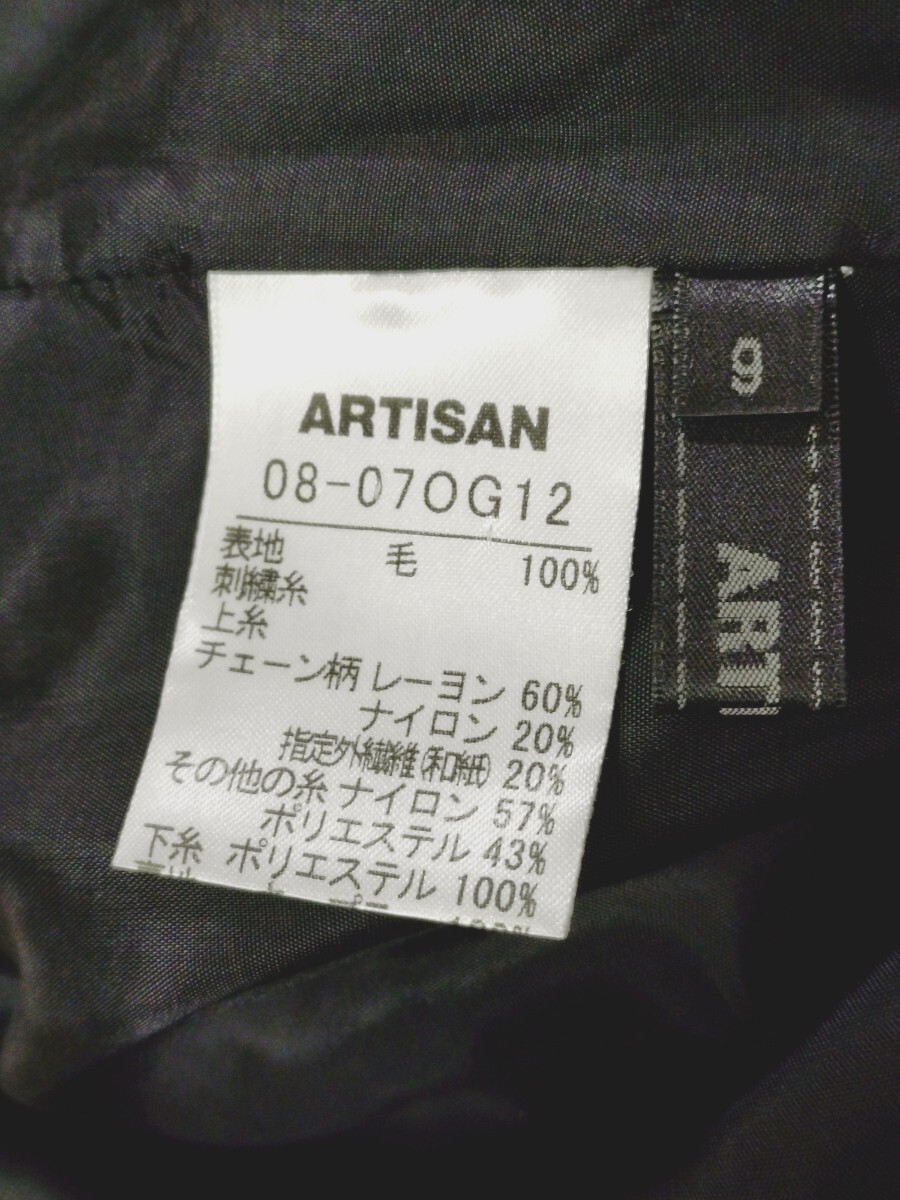 ARTISAN
08-07OG12
表地 毛 100%
刺繍糸
上糸
チェーン柄 レーヨン 60%
ナイロン 20%
指定外繊維(和紙) 20%
その他の糸 ナイロン 57%
ポリエステル 43%
下糸 ポリエステル 100%
9
ART